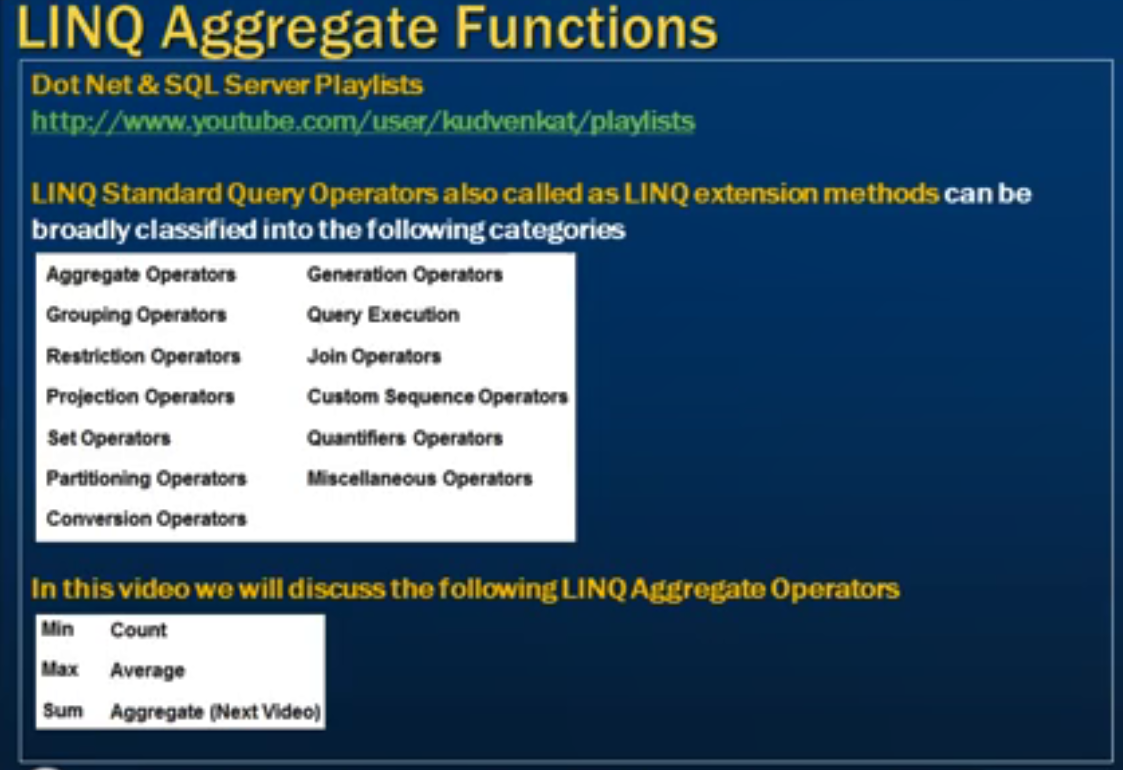 LINQ Aggregate Functions
Dot Net & SQL Server Playlists
http://www.youtube.com/user/kudvenkat/playlists
LINQ Standard Query Operators also called as LINQ extension methods can be
broadly classified into the following categories
Aggregate Operators Generation Operators
Grouping Operators Query Execution
Restriction Operators Join Operators
Projection Operators Custom Sequence Operators
Set Operators Quantifiers Operators
Partitioning Operators Miscellaneous Operators
Conversion Operators
In this video we will discuss the following LINQ Aggregate Operators
Min Count
Max Average
Sum Aggregate (Next Video)